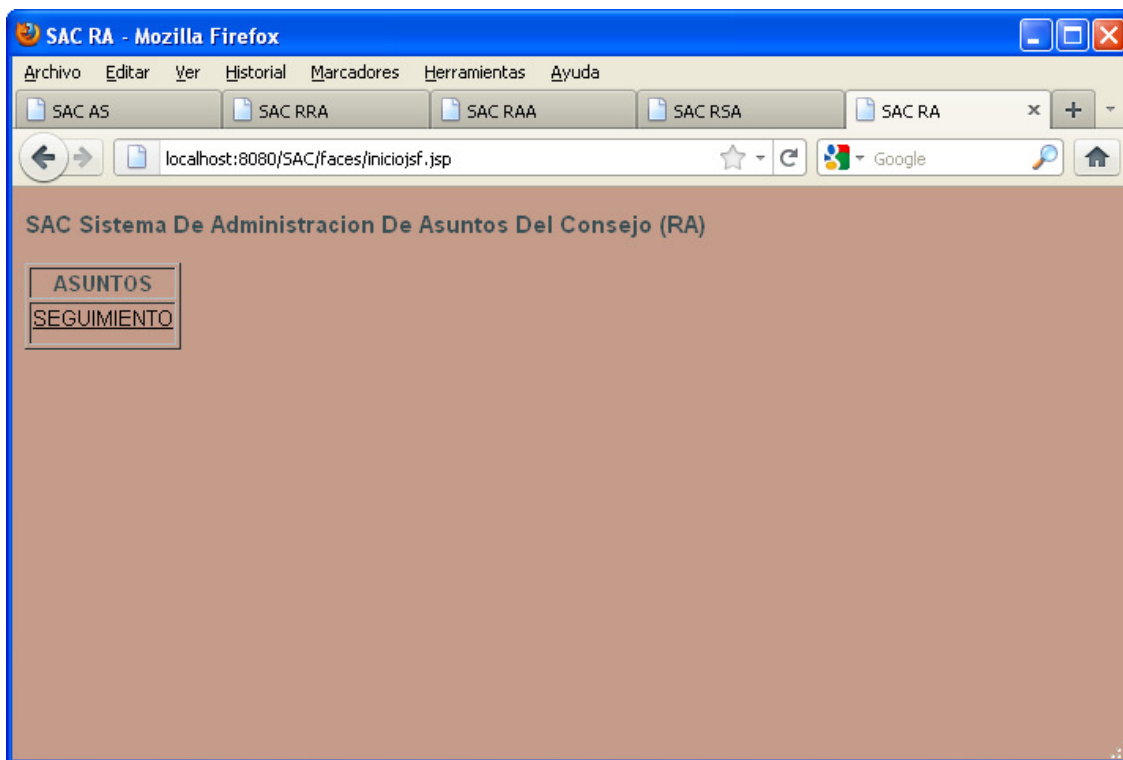 SAC RA - Mozilla Firefox
Archivo Editar Ver Historial Marcadores Herramientas Ayuda
SAC AS SAC RRA SAC RAA SAC RSA SAC RA
localhost:8080/SAC/faces/iniciojsf.jsp Google
SAC Sistema De Administracion De Asuntos Del Consejo (RA)
ASUNTOS
SEGUIMIENTO